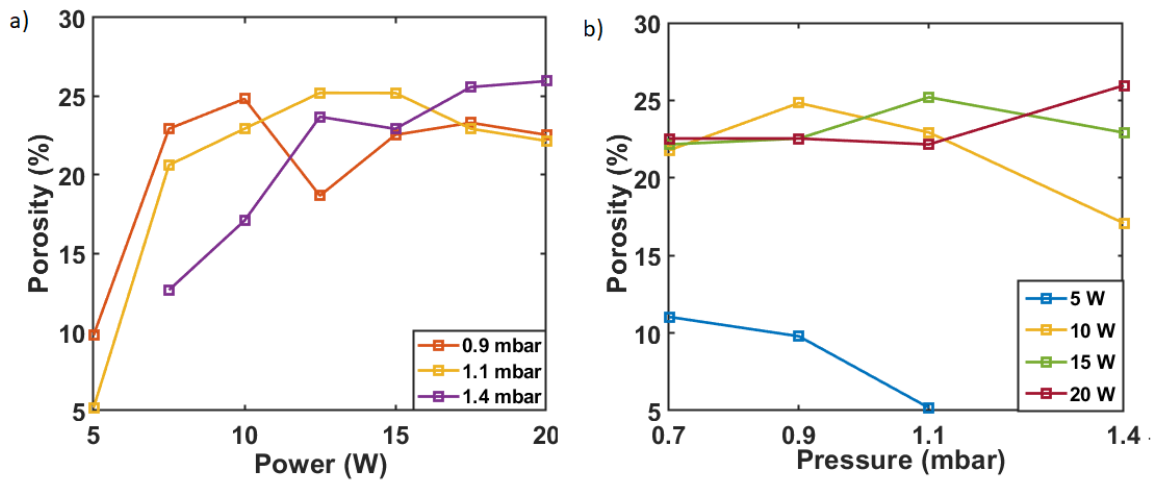 a)
30
25
20
15
10
5
Porosity (%)
5
10
15
20
Power (W)
0.9 mbar
1.1 mbar
1.4 mbar
b)
30
25
20
15
10
5
Porosity (%)
0.7
0.9
1.1
1.4
Pressure (mbar)
5 W
10 W
15 W
20 W